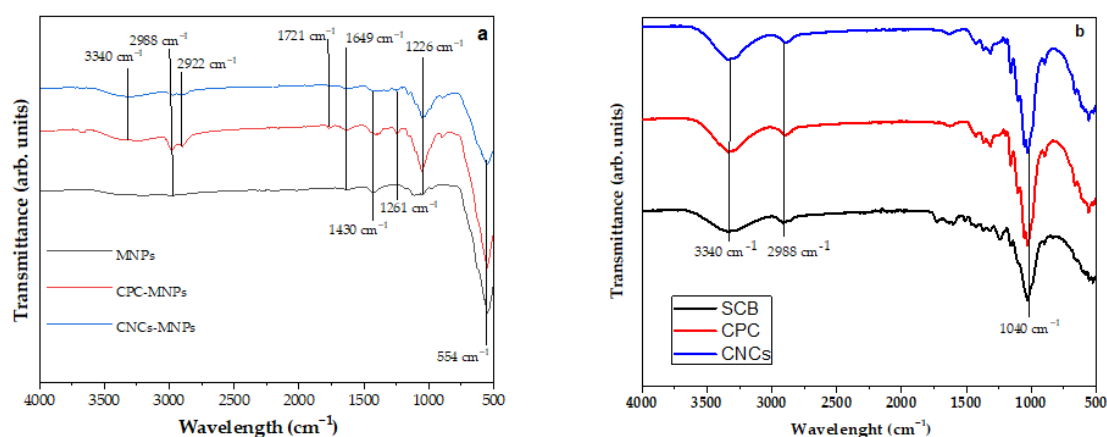 a
2988 cm⁻¹
1721 cm⁻¹
1649 cm⁻¹
1226 cm⁻¹
3340 cm⁻¹
2922 cm⁻¹
Transmittance (arb. units)
1261 cm⁻¹
1430 cm⁻¹
MNPs
CPC-MNPs
CNCs-MNPs
554 cm⁻¹
4000 3500 3000 2500 2000 1500 1000 500
Wavelength (cm⁻¹)
b
Transmittance (arb. units)
3340 cm⁻¹
2988 cm⁻¹
SCB
CPC
CNCs
1040 cm⁻¹
4000 3500 3000 2500 2000 1500 1000 500
Wavelenght (cm⁻¹)